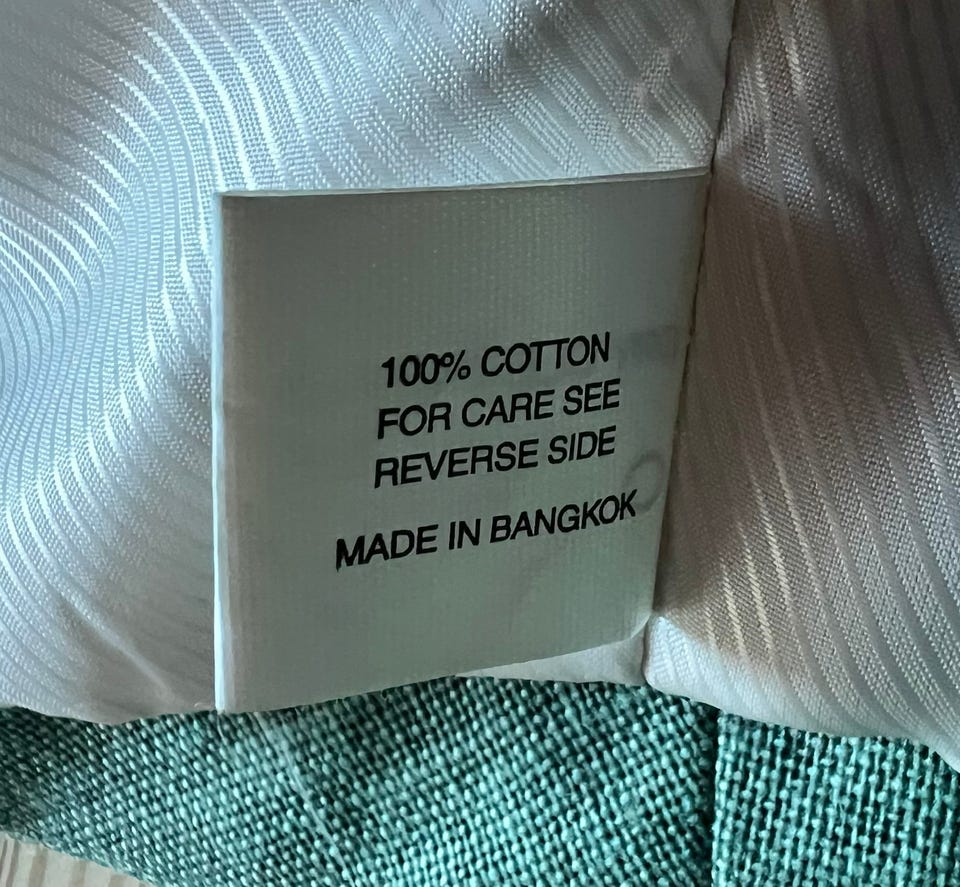 100% COTTON
FOR CARE SEE
REVERSE SIDE
MADE IN BANGKOK